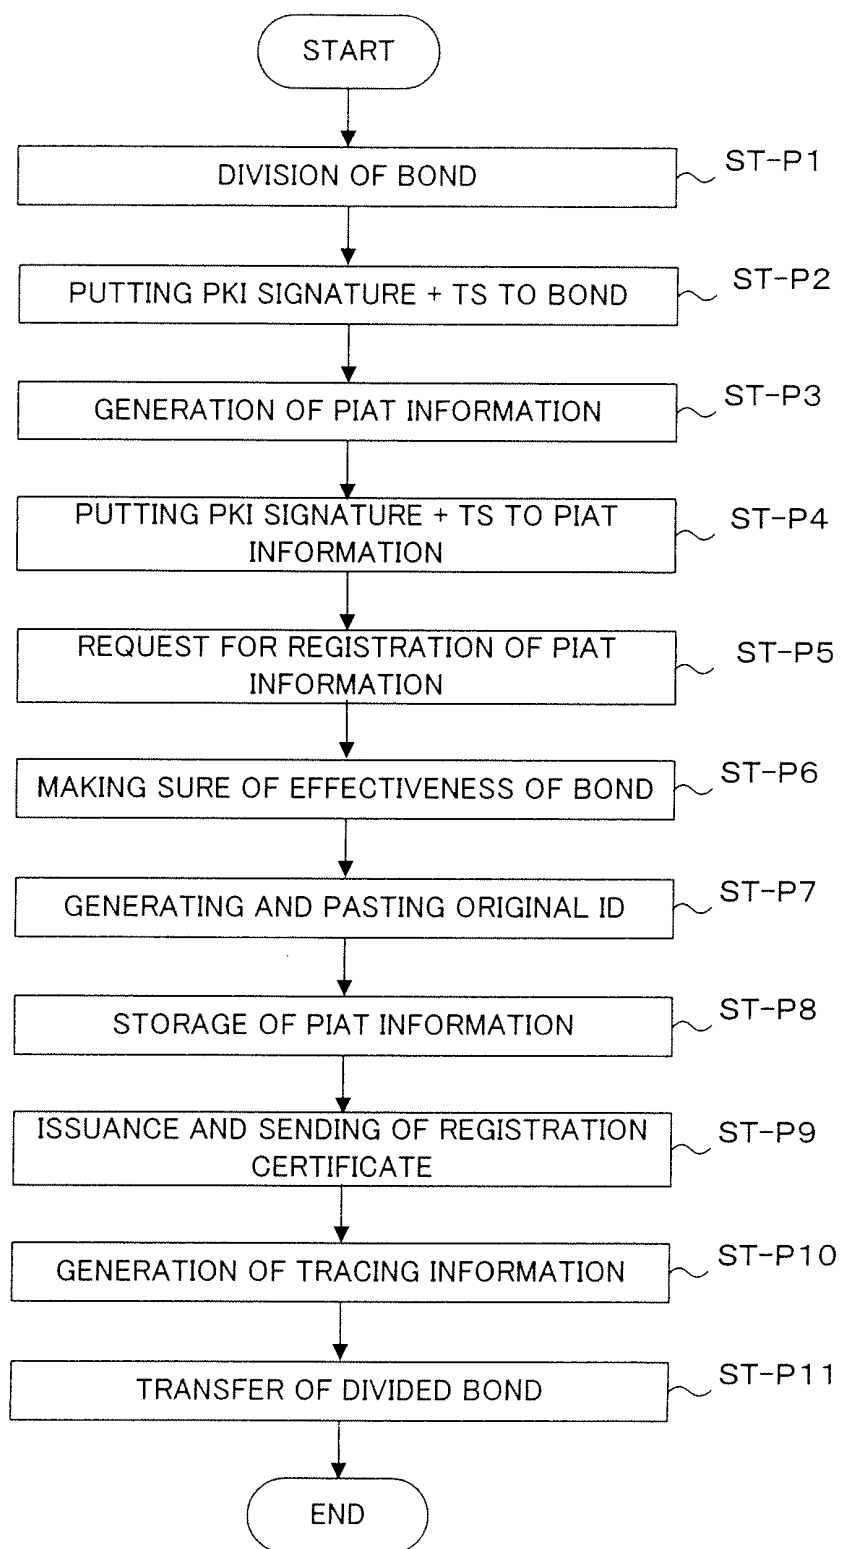 START
DIVISION OF BOND
ST-P1
PUTTING PKI SIGNATURE + TS TO BOND
ST-P2
GENERATION OF PIAT INFORMATION
ST-P3
PUTTING PKI SIGNATURE + TS TO PIAT
INFORMATION
ST-P4
REQUEST FOR REGISTRATION OF PIAT
INFORMATION
ST-P5
MAKING SURE OF EFFECTIVENESS OF BOND
ST-P6
GENERATING AND PASTING ORIGINAL ID
ST-P7
STORAGE OF PIAT INFORMATION
ST-P8
ISSUANCE AND SENDING OF REGISTRATION
CERTIFICATE
ST-P9
GENERATION OF TRACING INFORMATION
ST-P10
TRANSFER OF DIVIDED BOND
ST-P11
END